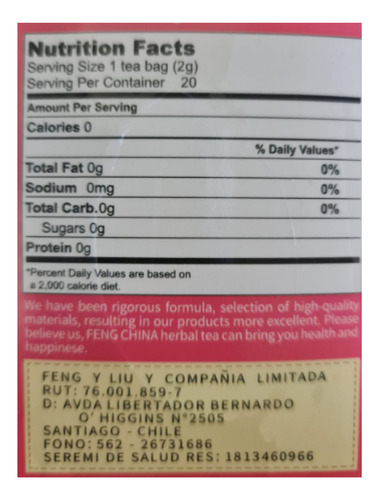 Nutrition Facts
Serving Size 1 tea bag (2g)
Serving Per Container 20
Amount Per Serving
Calories 0
% Daily Values*
Total Fat 0g 0%
Sodium 0mg 0%
Total Carb.0g 0%
Sugars 0g
Protein 0g
*Percent Daily Values are based on
a 2,000 calorie diet.
We have been rigorous formula, selection of high-quality
materials, resulting in our products more excellent. Please
believe us, FENG CHINA herbal tea can bring you health and
happinese.
FENG Y LIU Y COMPAÑIA LIMITADA
RUT: 76.001.859-7
D: AVDA LIBERTADOR BERNARDO
O' HIGGINS N°2505
SANTIAGO - CHILE
FONO: 562 - 26731686
SEREMI DE SALUD RES: 1813460966